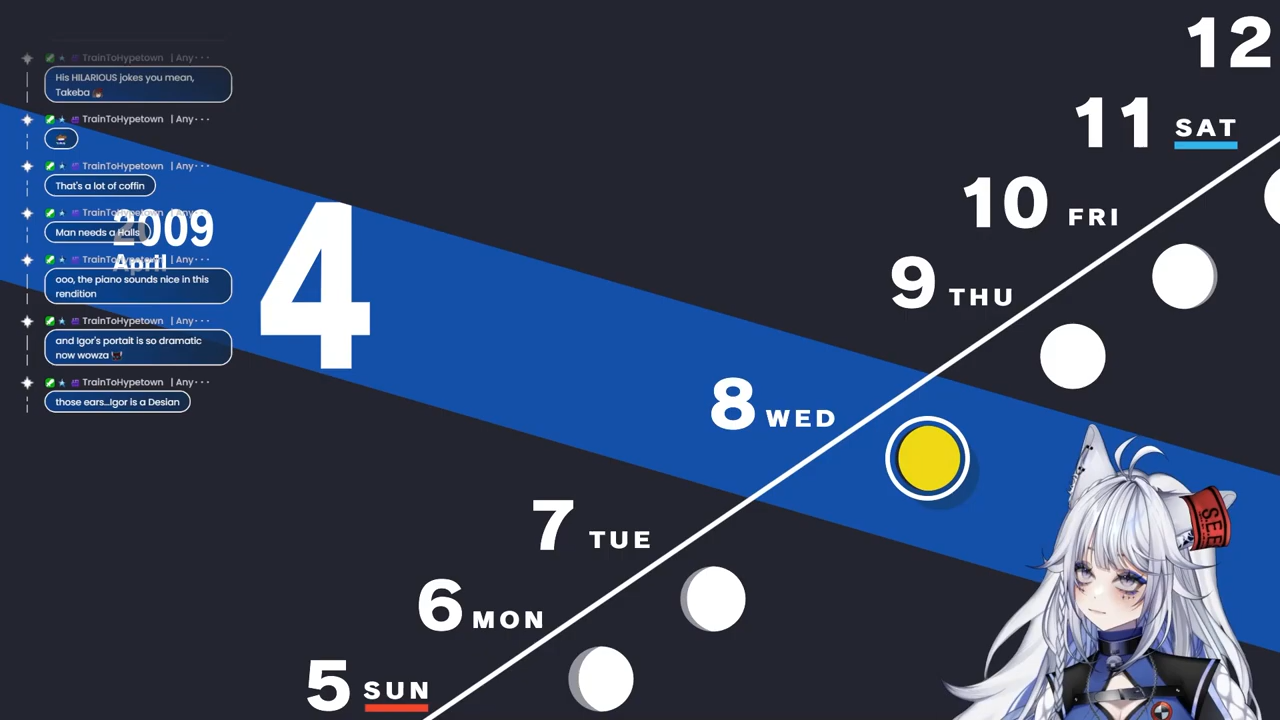 TrainToHypetown | Any···
His HILARIOUS jokes you mean,
Takeba
TrainToHypetown | Any···
TrainToHypetown | Any···
That's a lot of coffin
TrainToHypetown | Any···
Man needs a Halls
TrainToHypetown | Any···
ooo, the piano sounds nice in this
rendition
TrainToHypetown | Any···
and Igor's portait is so dramatic
now wowza
TrainToHypetown | Any···
those ears...Igor is a Desian
2009
April
4
12
11 SAT
10 FRI
9 THU
8 WED
7 TUE
6 MON
5 SUN